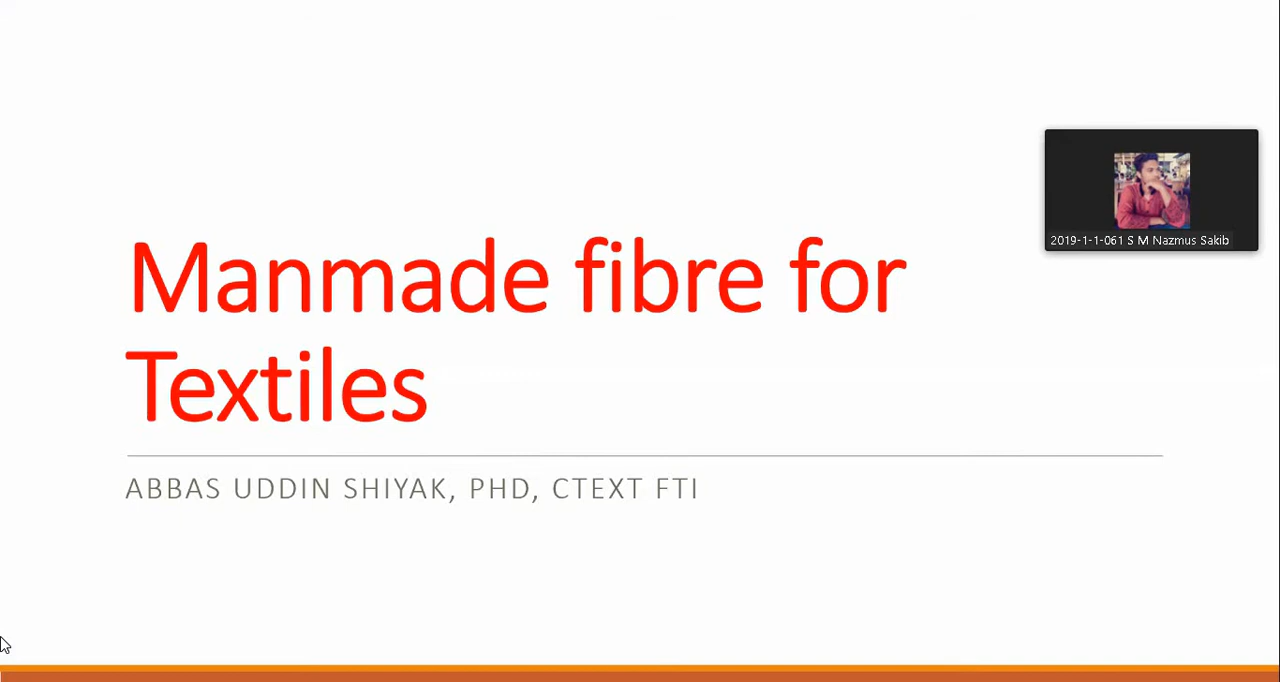 Manmade fibre for
Textiles
ABBAS UDDIN SHIYAK, PHD, CTEXT FTI
2019-1-1-061 S M Nazmus Sakib